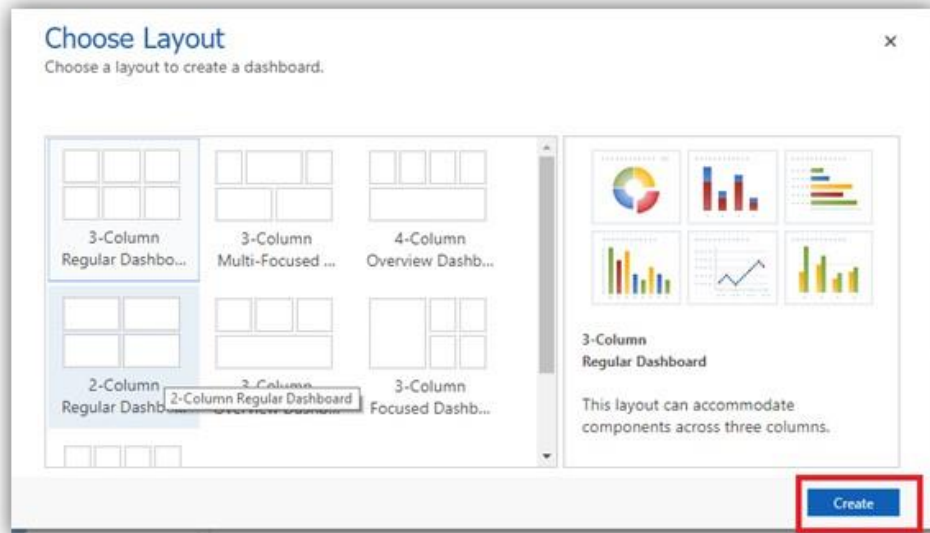 Choose Layout
Choose a layout to create a dashboard.
3-Column
Regular Dashbo...
3-Column
Multi-Focused ...
4-Column
Overview Dashb...
2-Column
Regular Dashb...
2-Column Regular Dashboard
3-Column
3-Column
Focused Dashb...
3-Column
Regular Dashboard
This layout can accommodate
components across three columns.
Create